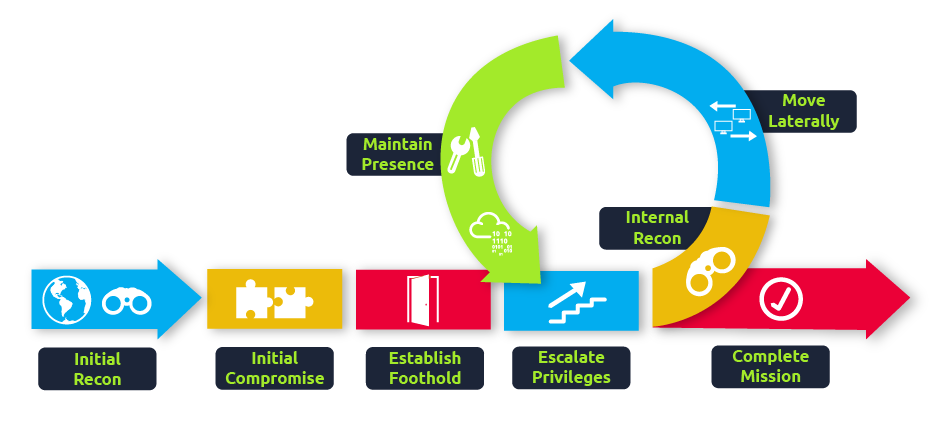 Move
Laterally
Maintain
Presence
Internal
Recon
10 10
1110
Initial
Recon
Initial
Compromise
Establish
Foothold
Escalate
Privileges
Complete
Mission